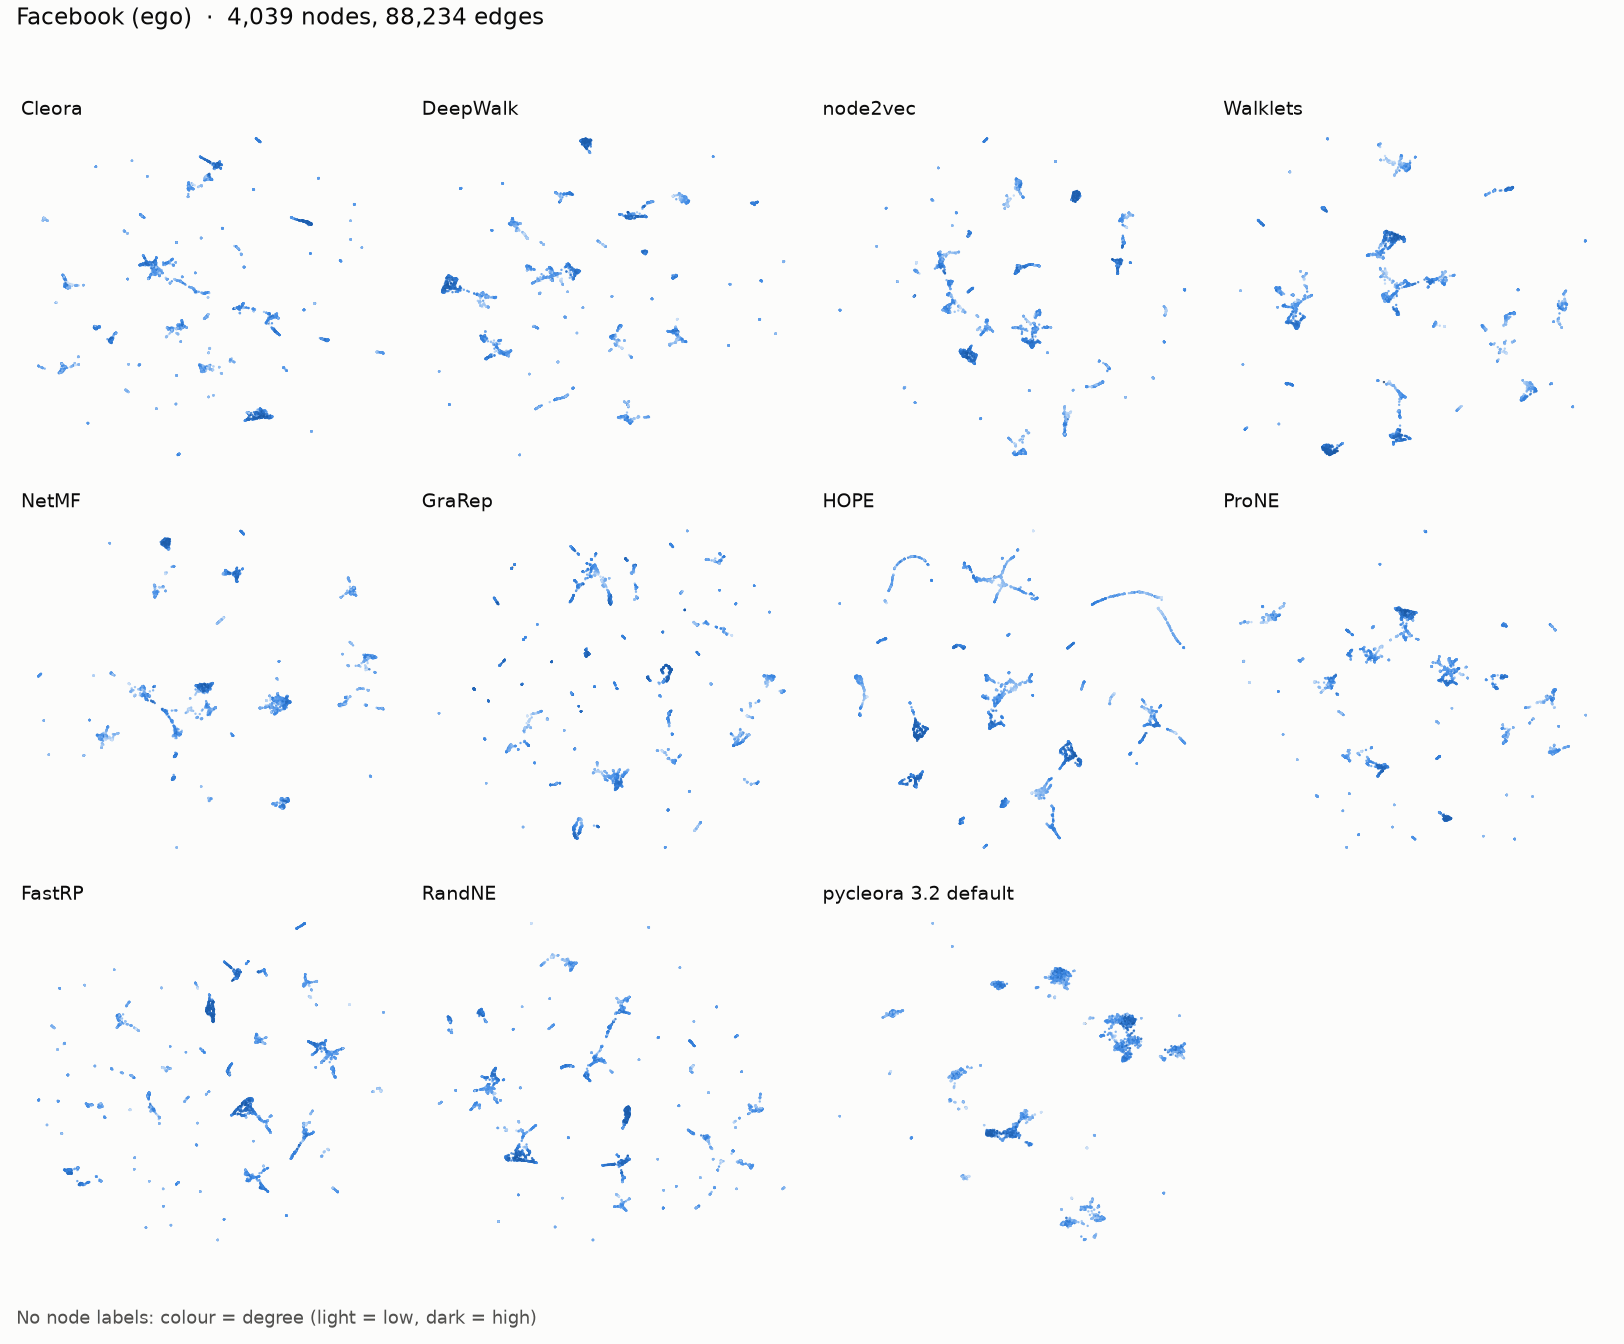 Facebook (ego)  ·  4,039 nodes, 88,234 edges
Cleora
DeepWalk
node2vec
Walklets
NetMF
GraRep
HOPE
ProNE
FastRP
RandNE
pycleora 3.2 default
No node labels: colour = degree (light = low, dark = high)